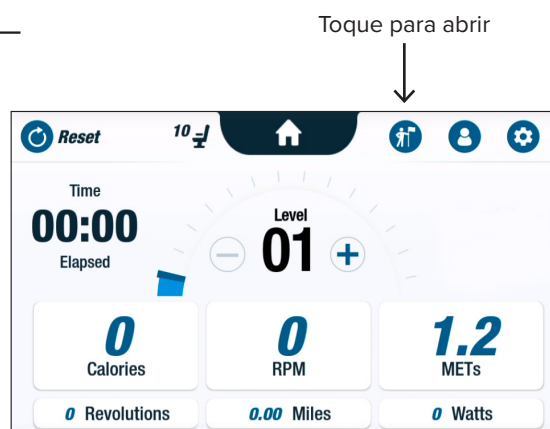 Toque para abrir
Reset
10
Time
00:00
Elapsed
Level
01
0
Calories
0
RPM
1.2
METs
0 Revolutions
0.00 Miles
0 Watts